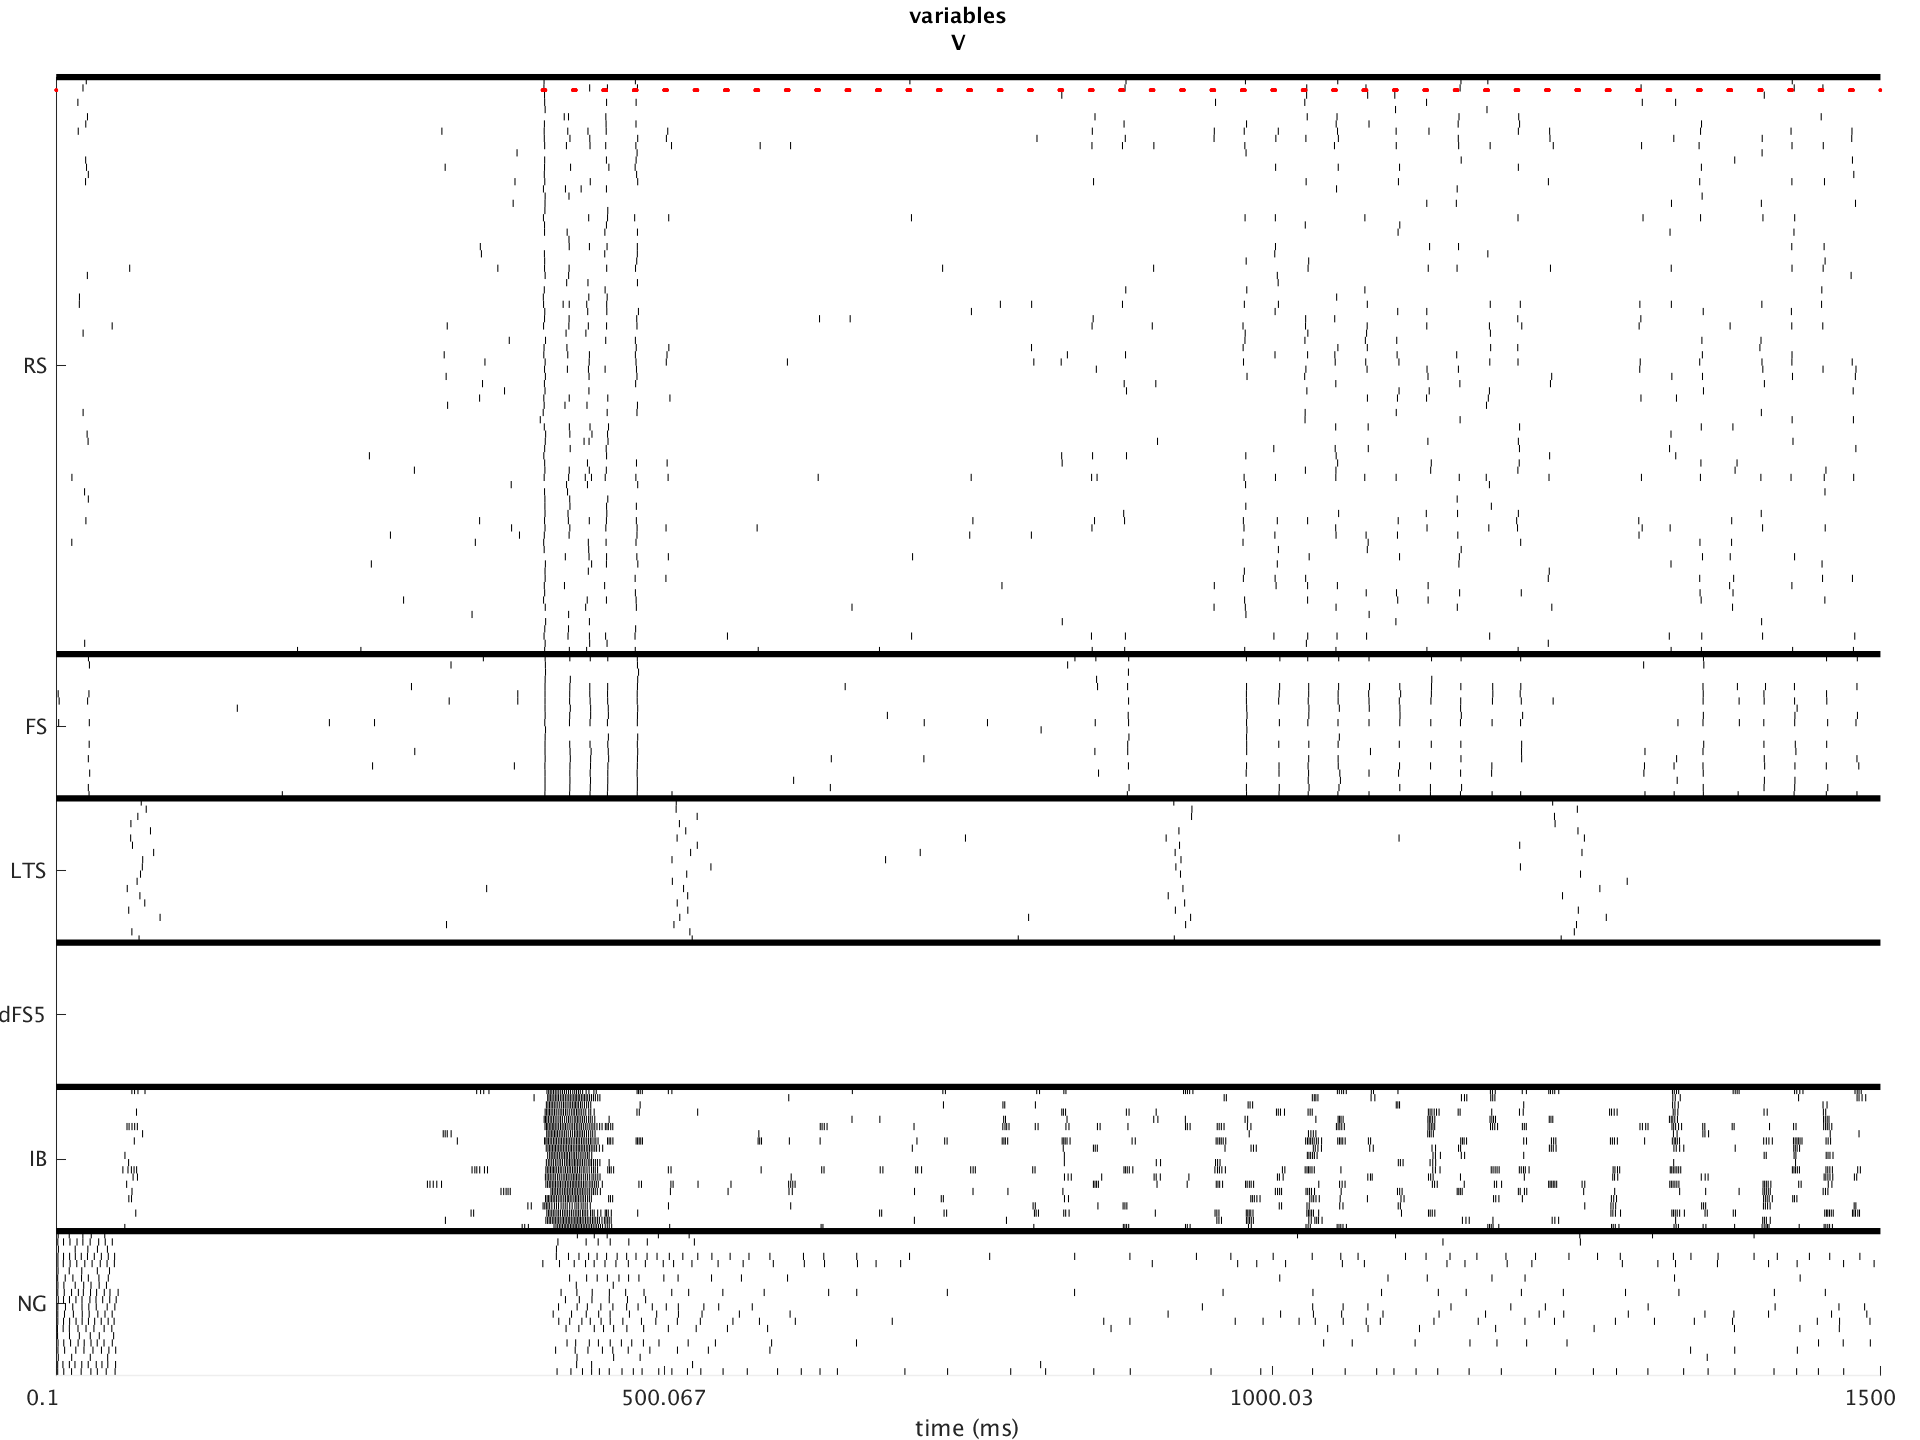 variables
V
RS
FS
LTS
dFS5
IB
NG
0.1
500.067
1000.03
1500
time (ms)